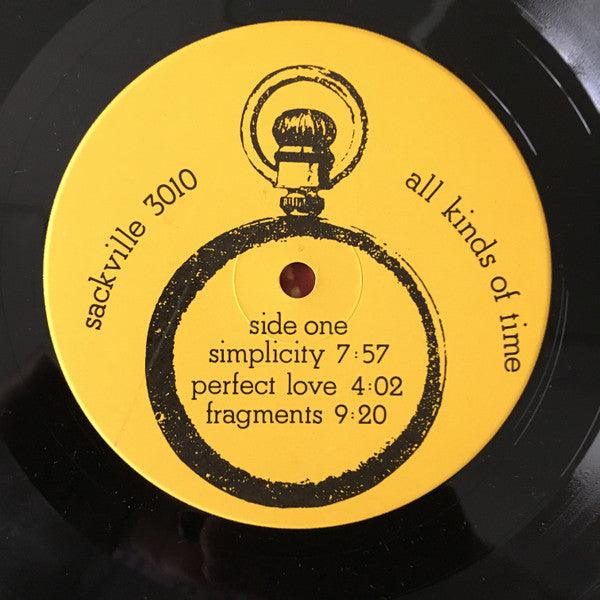 sackville 3010
all kinds of time
side one
simplicity 7:57
perfect love 4:02
fragments 9:20